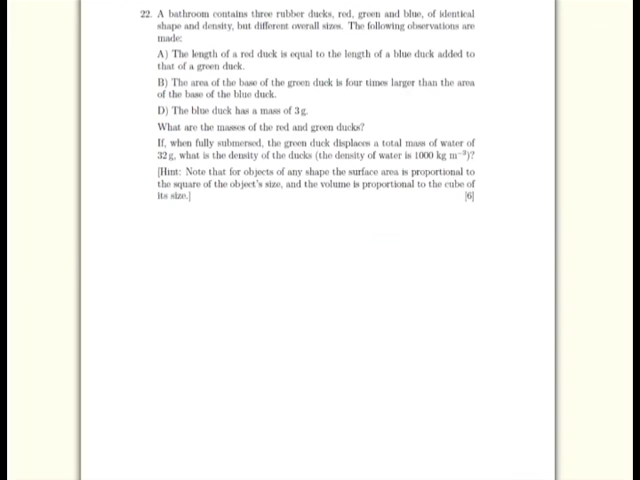 22. A bathroom contains three rubber ducks, red, green and blue, of identical
shape and density, but different overall sizes. The following observations are
made:
A) The length of a red duck is equal to the length of a blue duck added to
that of a green duck.
B) The area of the base of the green duck is four times larger than the area
of the base of the blue duck.
D) The blue duck has a mass of 3 g.
What are the masses of the red and green ducks?
If, when fully submersed, the green duck displaces a total mass of water of
32 g, what is the density of the ducks (the density of water is 1000 kg m⁻³)?
[Hint: Note that for objects of any shape the surface area is proportional to
the square of the object's size, and the volume is proportional to the cube of
its size.] [6]